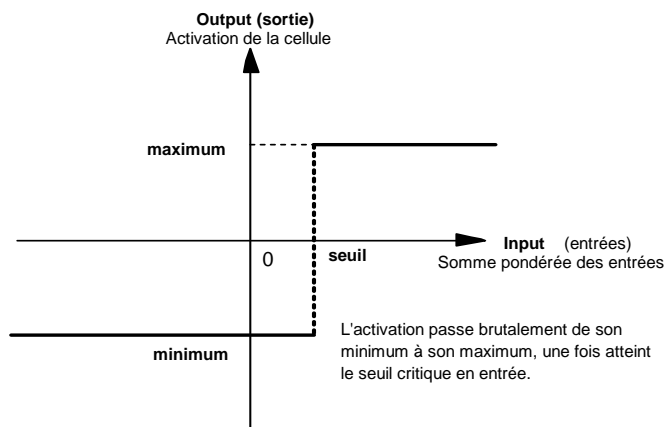 Output (sortie)
Activation de la cellule
maximum
Input (entrées)
0
seuil
Somme pondérée des entrées
minimum
L'activation passe brutalement de son
minimum à son maximum, une fois atteint
le seuil critique en entrée.